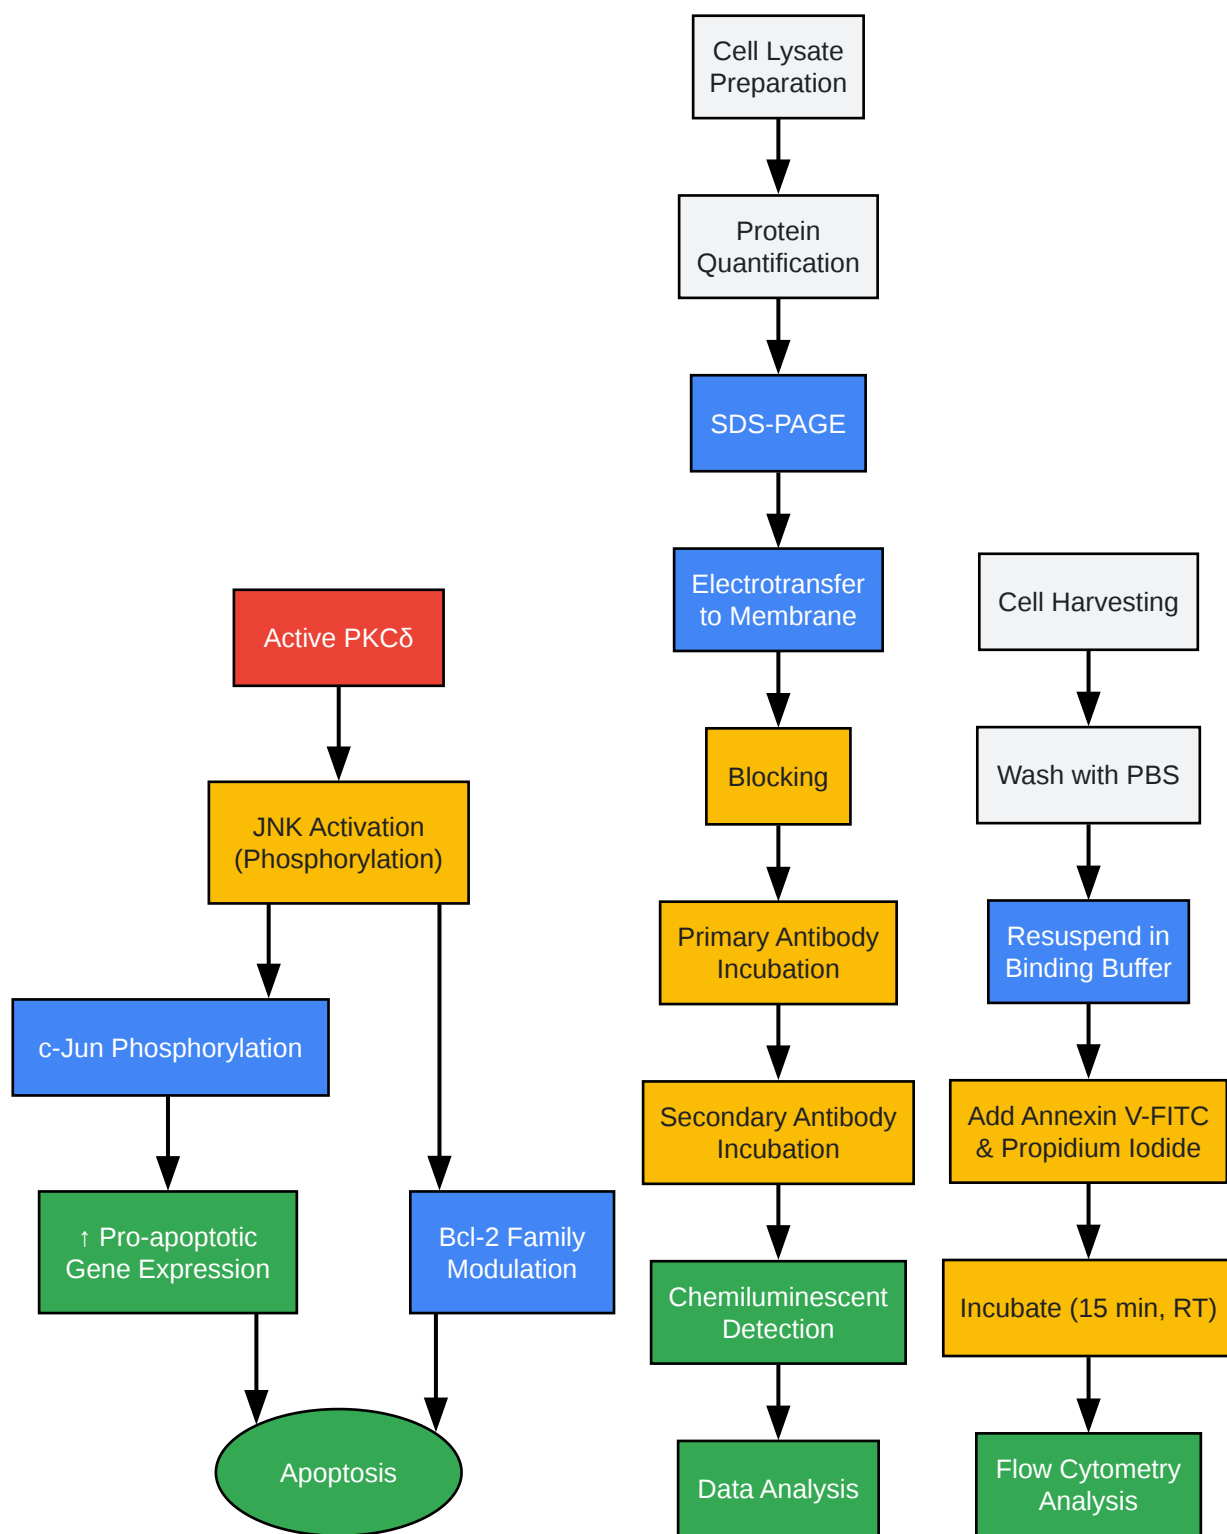 Cell Lysate
Preparation
Protein
Quantification
SDS-PAGE
Electrotransfer
to Membrane
Blocking
Primary Antibody
Incubation
Secondary Antibody
Incubation
Chemiluminescent
Detection
Data Analysis
Active PKCδ
JNK Activation
(Phosphorylation)
c-Jun Phosphorylation
↑ Pro-apoptotic
Gene Expression
Bcl-2 Family
Modulation
Apoptosis
Cell Harvesting
Wash with PBS
Resuspend in
Binding Buffer
Add Annexin V-FITC
& Propidium Iodide
Incubate (15 min, RT)
Flow Cytometry
Analysis